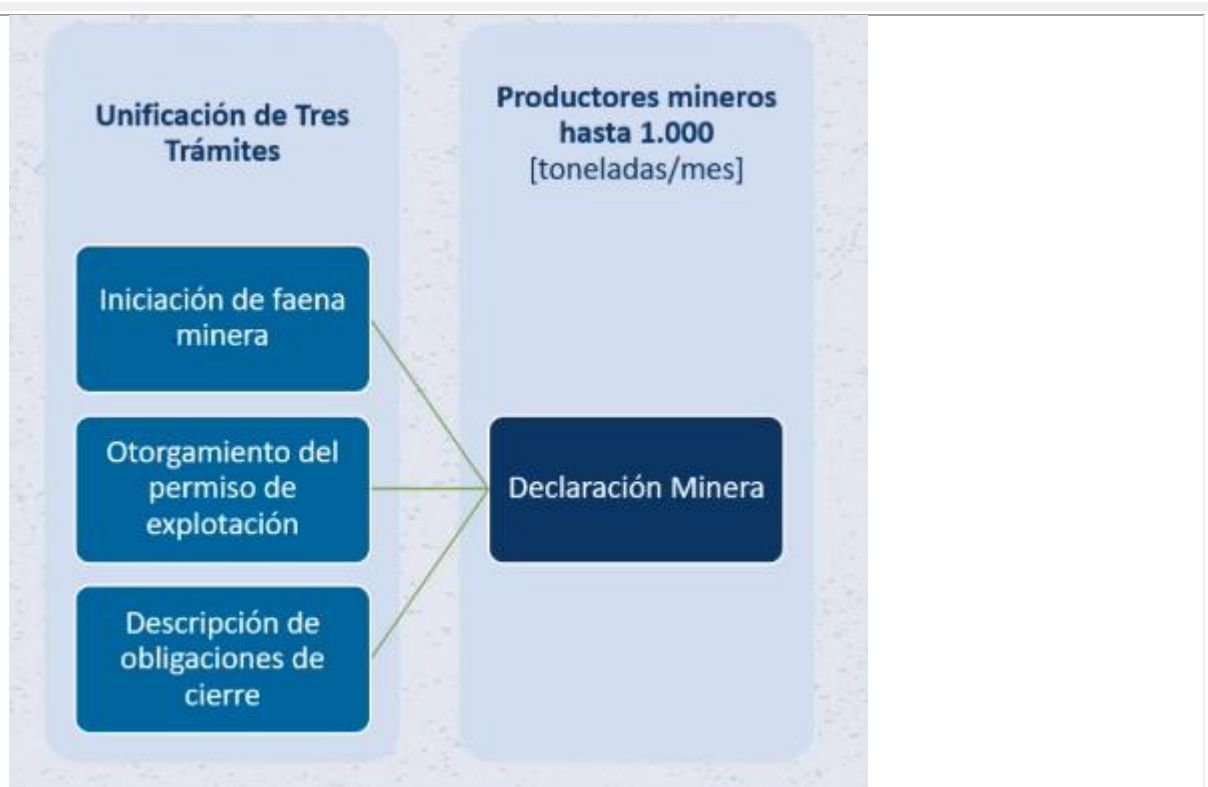 Unificación de Tres
Trámites
Iniciación de faena
minera
Otorgamiento del
permiso de
explotación
Descripción de
obligaciones de
cierre
Productores mineros
hasta 1.000
[toneladas/mes]
Declaración Minera